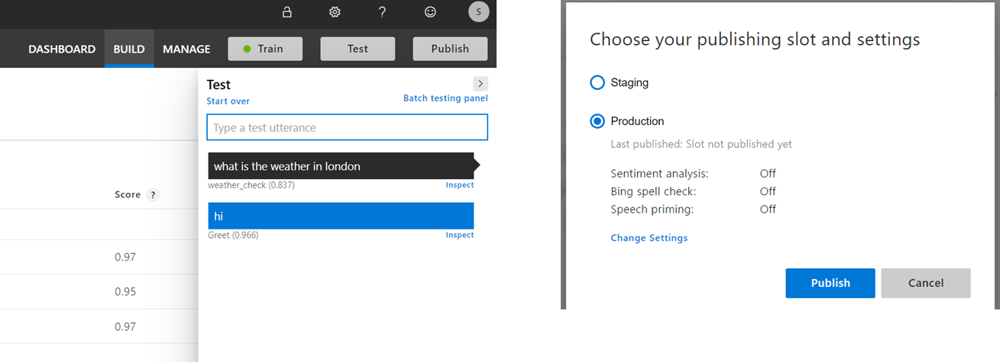 S
DASHBOARD BUILD MANAGE Train Test Publish
Test
Start over Batch testing panel
Type a test utterance
what is the weather in london
weather_check (0.837) Inspect
Score ?
hi
Greet (0.966) Inspect
0.97
0.95
0.97
Choose your publishing slot and settings
Staging
Production
Last published: Slot not published yet
Sentiment analysis: Off
Bing spell check: Off
Speech priming: Off
Change Settings
Publish Cancel